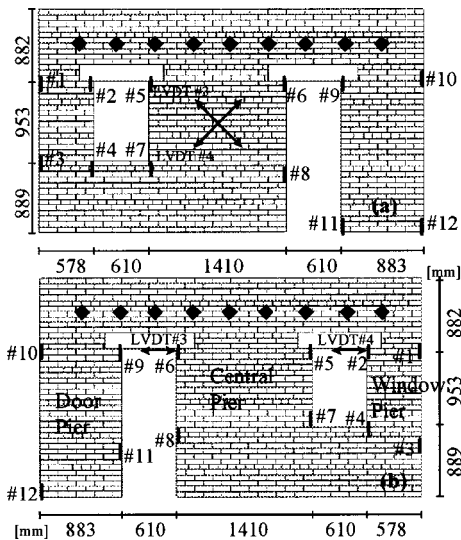 882
953
889
#1
#2
#5
LVDT #3
#6
#9
#10
#3
#4
#7
LVDT #4
#8
#11
#12
(a)
578
610
1410
610
883
[mm]
#10
LVDT#3
LVDT#4
#9
#6
#5
#2
#1
882
Door
Pier
Central
Pier
Window
Pier
953
#7
#4
#8
#3
#11
#12
(b)
889
[mm]
883
610
1410
610
578